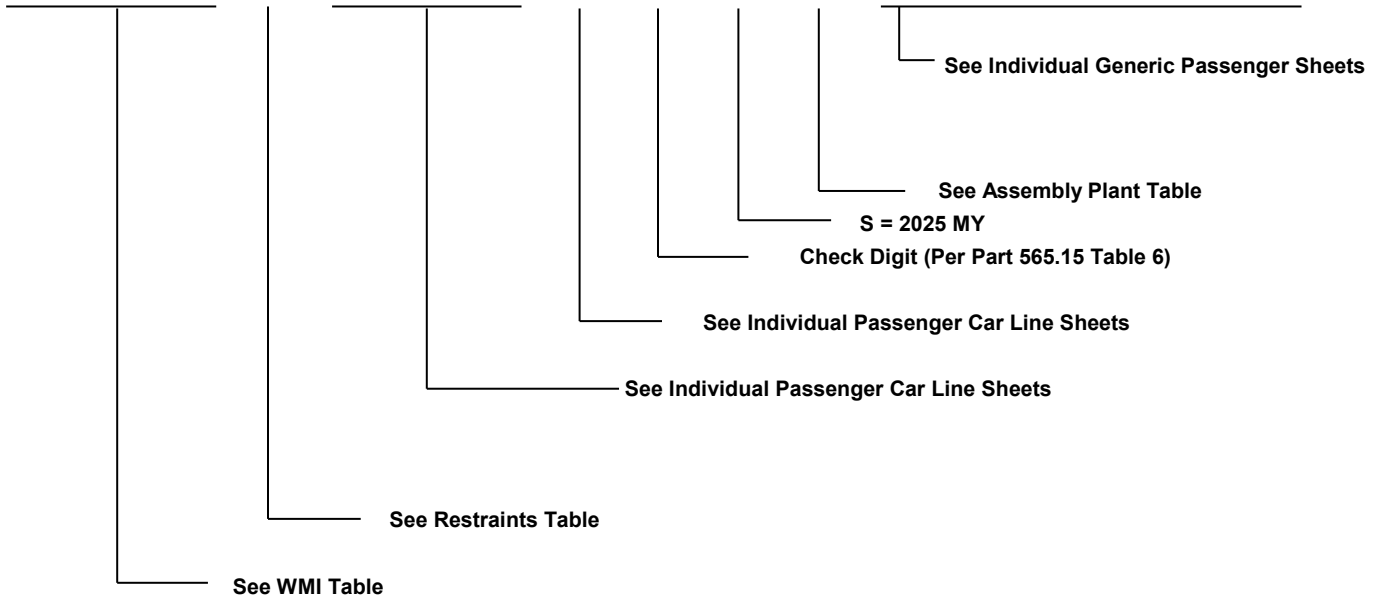 See Individual Generic Passenger Sheets
See Assembly Plant Table
S = 2025 MY
Check Digit (Per Part 565.15 Table 6)
See Individual Passenger Car Line Sheets
See Individual Passenger Car Line Sheets
See Restraints Table
See WMI Table